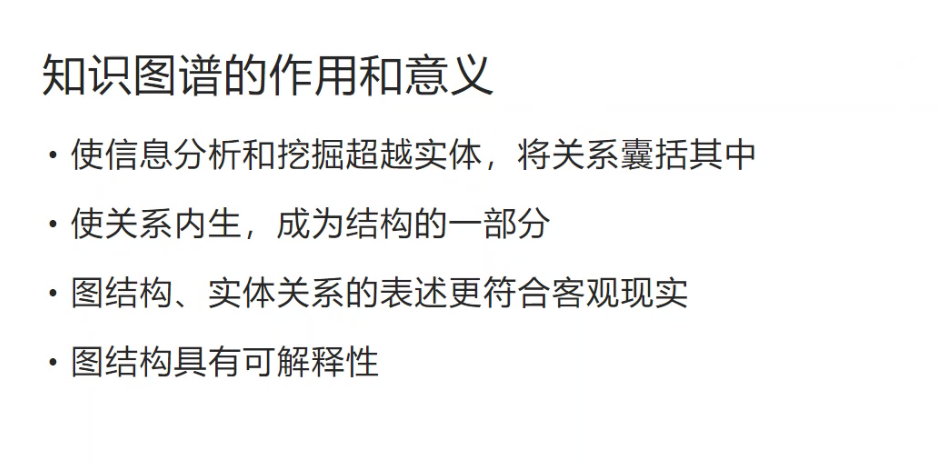 知识图谱的作用和意义
• 使信息分析和挖掘超越实体，将关系囊括其中
• 使关系内生，成为结构的一部分
• 图结构、实体关系的表述更符合客观现实
• 图结构具有可解释性